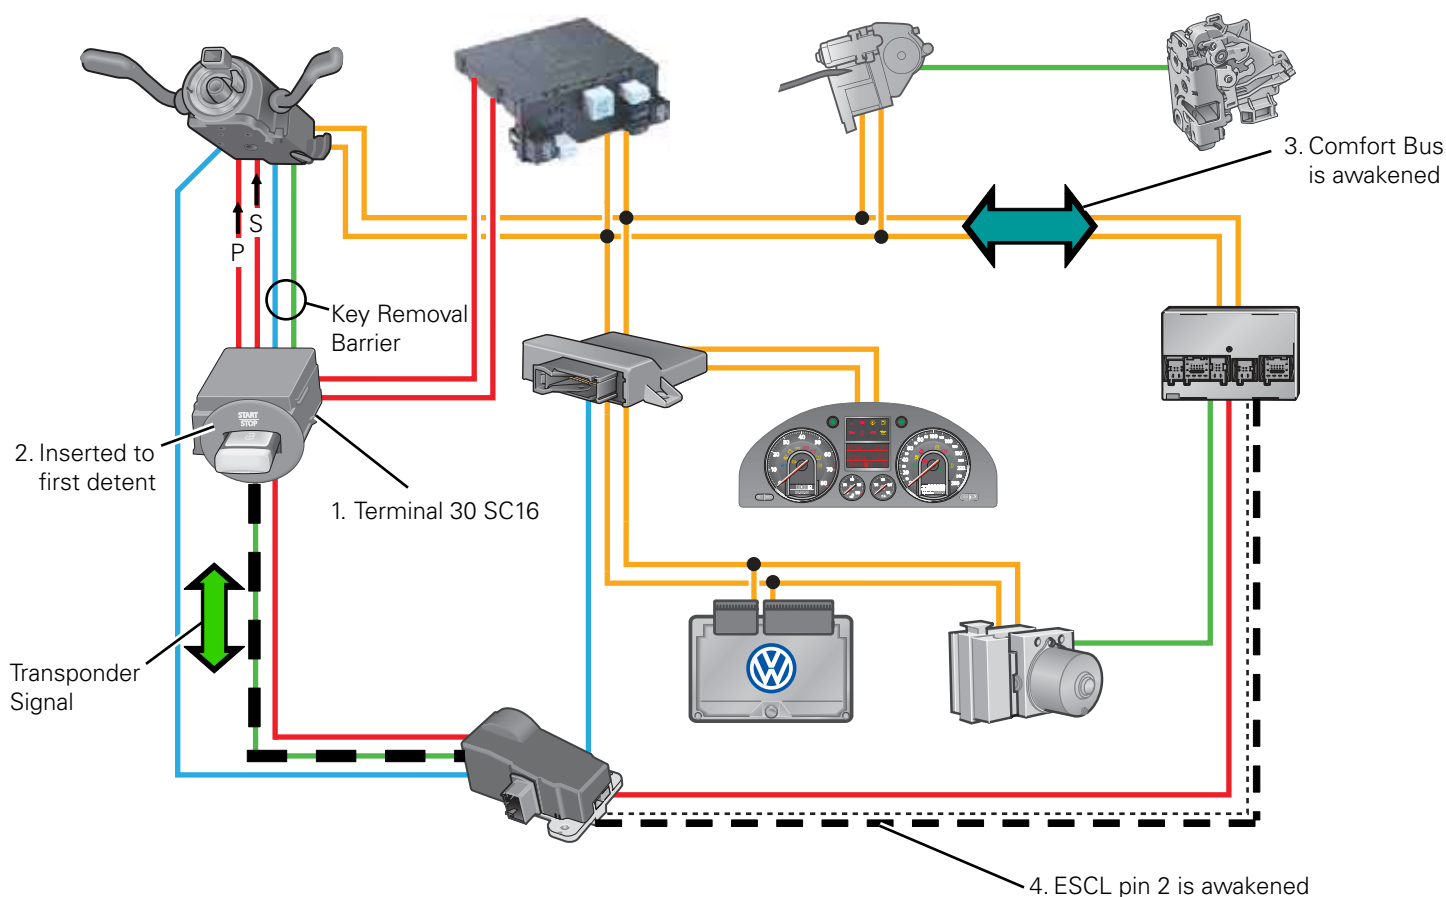 3. Comfort Bus
is awakened
S
P
Key Removal
Barrier
START
STOP
2. Inserted to
first detent
1. Terminal 30 SC16
Transponder
Signal
4. ESCL pin 2 is awakened